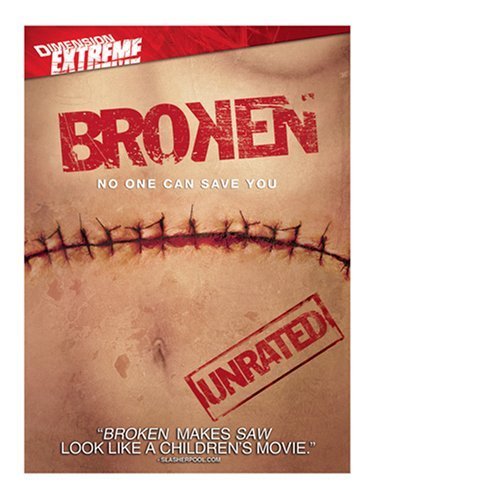 DIMENSION
EXTREME
BROKEN
NO ONE CAN SAVE YOU
UNRATED
"BROKEN MAKES SAW
LOOK LIKE A CHILDREN'S MOVIE."
- SLASHERPOOL.COM